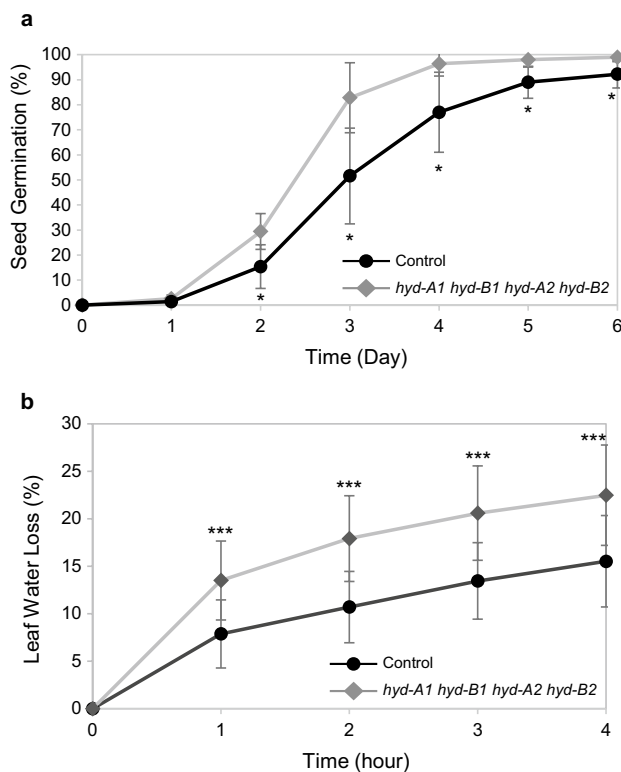 a
Seed Germination (%)
100
90
80
70
60
50
40
30
20
10
0
*
*
*
*
*
Control
hyd-A1 hyd-B1 hyd-A2 hyd-B2
0 1 2 3 4 5 6
Time (Day)
b
Leaf Water Loss (%)
30
25
20
15
10
5
0
***
***
***
***
Control
hyd-A1 hyd-B1 hyd-A2 hyd-B2
0 1 2 3 4
Time (hour)